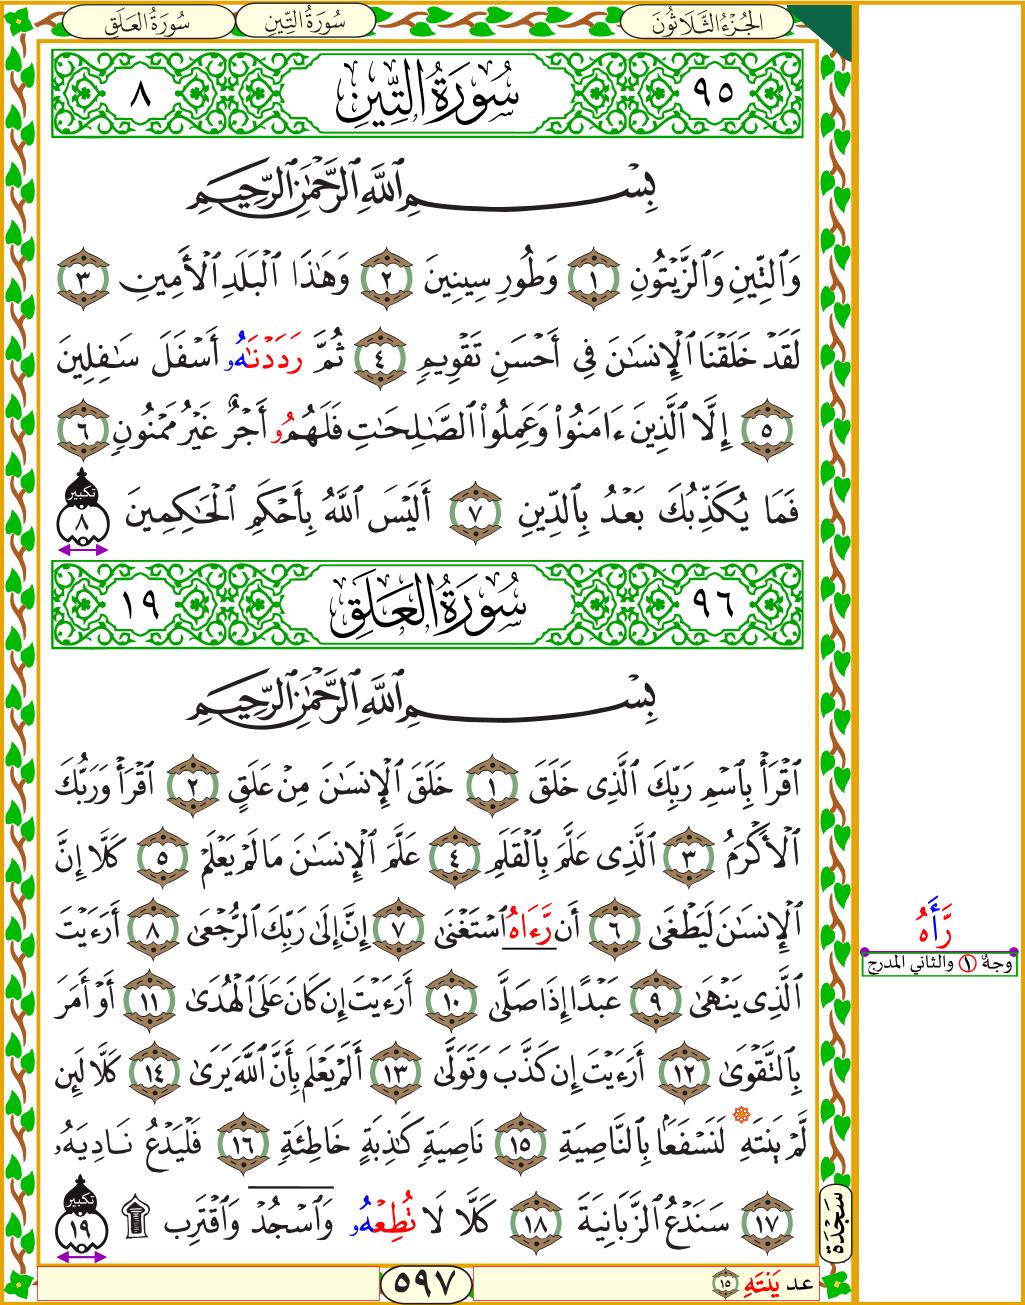 الجُزْءُ الثَّلَاثُونَ
سُورَةُ التِّينِ
سُورَةُ العَلَقِ
٩٥ سُورَةُ التِّينِ ٨
بِسۡمِ ٱللَّهِ ٱلرَّحۡمَٰنِ ٱلرَّحِيمِ
وَٱلتِّينِ وَٱلزَّيۡتُونِ ١ وَطُورِ سِينِينَ ٢ وَهَٰذَا ٱلۡبَلَدِ ٱلۡأَمِينِ ٣
لَقَدۡ خَلَقۡنَا ٱلۡإِنسَٰنَ فِي أَحۡسَنِ تَقۡوِيمٖ ٤ ثُمَّ رَدَدۡنَٰهُۥ أَسۡفَلَ سَٰفِلِينَ
٥ إِلَّا ٱلَّذِينَ ءَامَنُواْ وَعَمِلُواْ ٱلصَّٰلِحَٰتِ فَلَهُمُۥ أَجۡرٌ غَيۡرُ مَمۡنُونٖ ٦
فَمَا يُكَذِّبُكَ بَعۡدُ بِٱلدِّينِ ٧ أَلَيۡسَ ٱللَّهُ بِأَحۡكَمِ ٱلۡحَٰكِمِينَ تكبير ٨
٩٦ سُورَةُ العَلَقِ ١٩
بِسۡمِ ٱللَّهِ ٱلرَّحۡمَٰنِ ٱلرَّحِيمِ
ٱقۡرَأۡ بِٱسۡمِ رَبِّكَ ٱلَّذِي خَلَقَ ١ خَلَقَ ٱلۡإِنسَٰنَ مِنۡ عَلَقٍ ٢ ٱقۡرَأۡ وَرَبُّكَ
ٱلۡأَكۡرَمُ ٣ ٱلَّذِي عَلَّمَ بِٱلۡقَلَمِ ٤ عَلَّمَ ٱلۡإِنسَٰنَ مَا لَمۡ يَعۡلَمۡ ٥ كَلَّا إِنَّ
ٱلۡإِنسَٰنَ لَيَطۡغَىٰ ٦ أَن رَّءَاهُ ٱسۡتَغۡنَىٰ ٧ إِنَّ إِلَىٰ رَبِّكَ ٱلرُّجۡعَىٰ ٨ أَرَءَيۡتَ
ٱلَّذِي يَنۡهَىٰ ٩ عَبۡدًا إِذَا صَلَّىٰ ١٠ أَرَءَيۡتَ إِن كَانَ عَلَى ٱلۡهُدَىٰ ١١ أَوۡ أَمَرَ
بِٱلتَّقۡوَىٰ ١٢ أَرَءَيۡتَ إِن كَذَّبَ وَتَوَلَّىٰ ١٣ أَلَمۡ يَعۡلَم بِأَنَّ ٱللَّهَ يَرَىٰ ١٤ كَلَّا لَئِن
لَّمۡ يَنتَهِ لَنَسۡفَعَۢا بِٱلنَّاصِيَةِ ١٥ نَاصِيَةٖ كَٰذِبَةٍ خَاطِئَةٖ ١٦ فَلۡيَدۡعُ نَادِيَهُۥ
١٧ سَنَدۡعُ ٱلزَّبَانِيَةَ ١٨ كَلَّا لَا تُطِعۡهُۥ وَٱسۡجُدۡ وَٱقۡتَرِب ۩ تكبير ١٩
رَّأَهُ
وجهٌ ١ والثاني المدرج
سَجْدَة
٥٩٧
عد يَنتَهِ ١٥